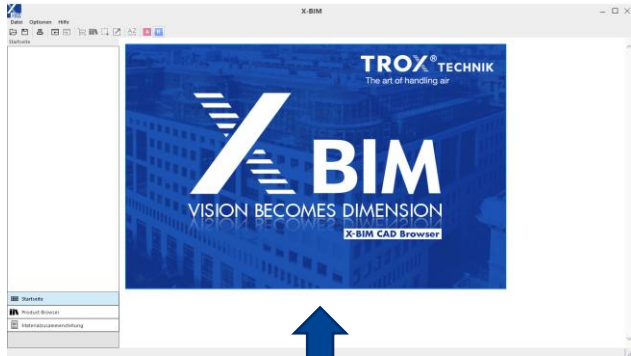 X-BIM
Datei Optionen Hilfe
Startseite
TROX® TECHNIK
The art of handling air
X BIM
VISION BECOMES DIMENSION
X-BIM CAD Browser
Startseite
Product Browser
Materialzusammenstellung